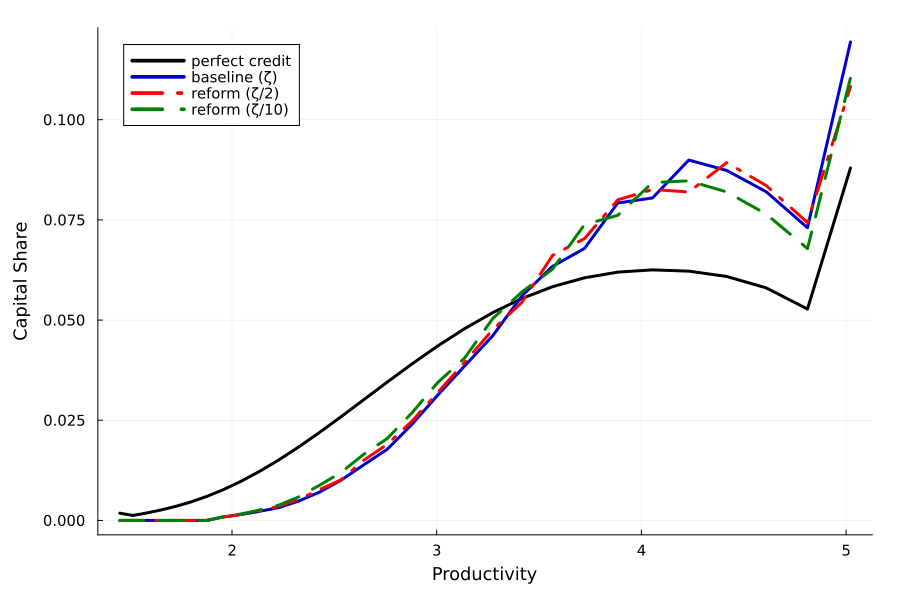 perfect credit
baseline (ζ)
reform (ζ/2)
reform (ζ/10)
0.100
0.075
0.050
0.025
0.000
Capital Share
2 3 4 5
Productivity